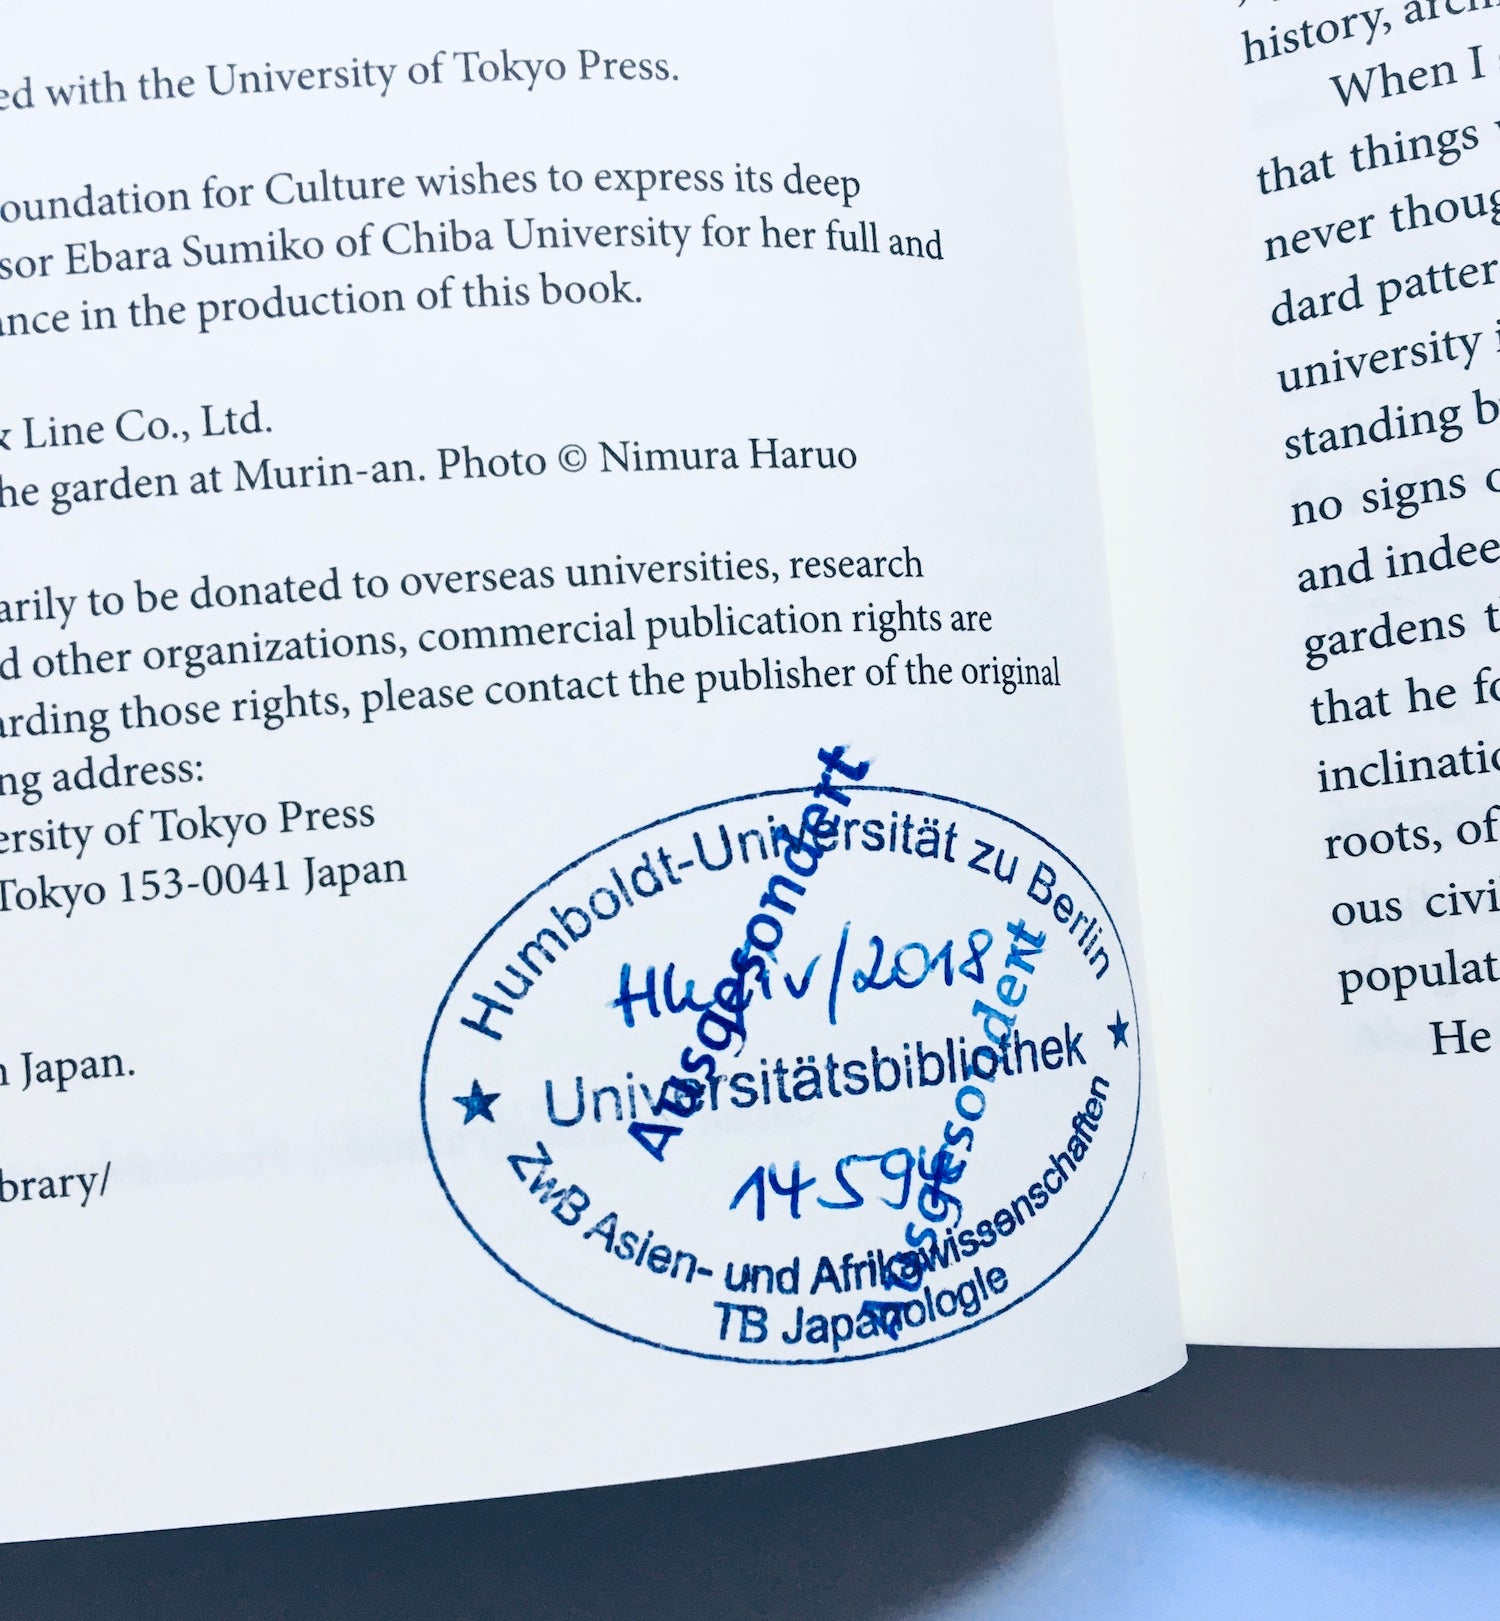 ed with the University of Tokyo Press.
oundation for Culture wishes to express its deep
sor Ebara Sumiko of Chiba University for her full and
ance in the production of this book.
& Line Co., Ltd.
he garden at Murin-an. Photo © Nimura Haruo
arily to be donated to overseas universities, research
d other organizations, commercial publication rights are
arding those rights, please contact the publisher of the original
ng address:
ersity of Tokyo Press
Tokyo 153-0041 Japan
n Japan.
brary/
Humboldt-Universität zu Berlin
/2018
Universitätsbibliothek
ZwB Asien- und Afrikawissenschaften
TB Japanologie
Ausgesondert
Ausgesondert
history, arch
When I
that things
never thoug
dard patter
university i
standing b
no signs
and indee
gardens t
that he fo
inclinatio
roots, of
ous civi
populat
He